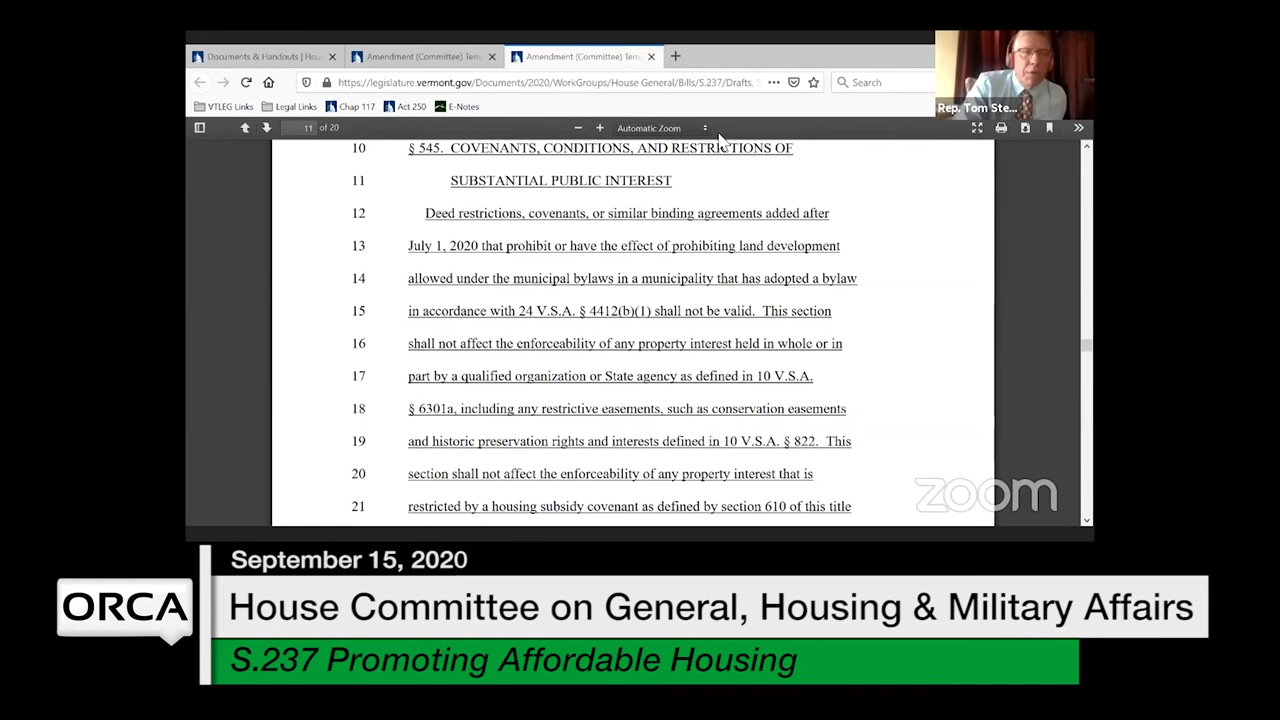 Documents & Handouts | Hou
Amendment (Committee) Tem
Amendment (Committee) Tem
https://legislature.vermont.gov/Documents/2020/WorkGroups/House General/Bills/S.237/Drafts, S
Search
VTLEG Links
Legal Links
Chap 117
Act 250
E-Notes
Rep. Tom Ste...
11 of 20
Automatic Zoom
10 § 545. COVENANTS, CONDITIONS, AND RESTRICTIONS OF
11 SUBSTANTIAL PUBLIC INTEREST
12 Deed restrictions, covenants, or similar binding agreements added after
13 July 1, 2020 that prohibit or have the effect of prohibiting land development
14 allowed under the municipal bylaws in a municipality that has adopted a bylaw
15 in accordance with 24 V.S.A. § 4412(b)(1) shall not be valid. This section
16 shall not affect the enforceability of any property interest held in whole or in
17 part by a qualified organization or State agency as defined in 10 V.S.A.
18 § 6301a, including any restrictive easements, such as conservation easements
19 and historic preservation rights and interests defined in 10 V.S.A. § 822. This
20 section shall not affect the enforceability of any property interest that is
21 restricted by a housing subsidy covenant as defined by section 610 of this title
zoom
September 15, 2020
ORCA
House Committee on General, Housing & Military Affairs
S.237 Promoting Affordable Housing